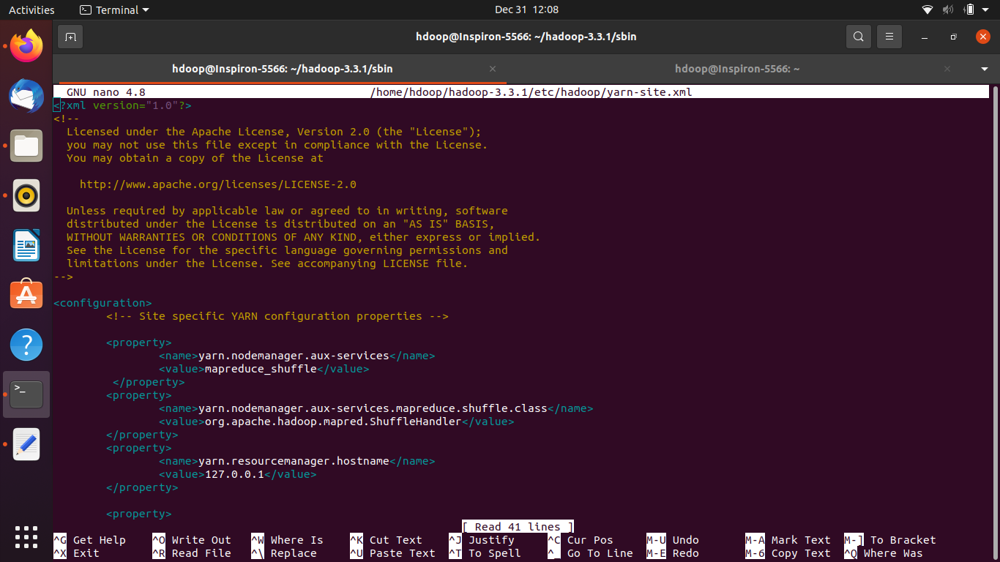 Activities Terminal Dec 31 12:08
hdoop@Inspiron-5566: ~/hadoop-3.3.1/sbin
hdoop@Inspiron-5566: ~/hadoop-3.3.1/sbin hdoop@Inspiron-5566: ~
GNU nano 4.8 /home/hdoop/hadoop-3.3.1/etc/hadoop/yarn-site.xml
<?xml version="1.0"?>
<!--
  Licensed under the Apache License, Version 2.0 (the "License");
  you may not use this file except in compliance with the License.
  You may obtain a copy of the License at

    http://www.apache.org/licenses/LICENSE-2.0

  Unless required by applicable law or agreed to in writing, software
  distributed under the License is distributed on an "AS IS" BASIS,
  WITHOUT WARRANTIES OR CONDITIONS OF ANY KIND, either express or implied.
  See the License for the specific language governing permissions and
  limitations under the License. See accompanying LICENSE file.
-->

<configuration>
        <!-- Site specific YARN configuration properties -->

        <property>
                <name>yarn.nodemanager.aux-services</name>
                <value>mapreduce_shuffle</value>
         </property>
        <property>
                <name>yarn.nodemanager.aux-services.mapreduce.shuffle.class</name>
                <value>org.apache.hadoop.mapred.ShuffleHandler</value>
        </property>
        <property>
                <name>yarn.resourcemanager.hostname</name>
                <value>127.0.0.1</value>
        </property>

        <property>
[ Read 41 lines ]
^G Get Help ^O Write Out ^W Where Is ^K Cut Text ^J Justify ^C Cur Pos M-U Undo M-A Mark Text M-] To Bracket
^X Exit ^R Read File ^\ Replace ^U Paste Text ^T To Spell ^_ Go To Line M-E Redo M-6 Copy Text ^Q Where Was